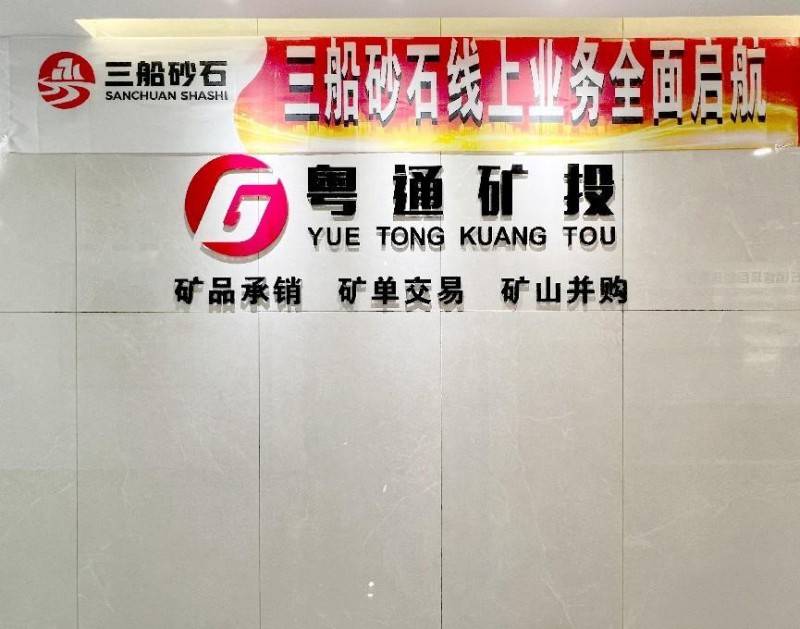 三船砂石
SANCHUAN SHASHI
三船砂石线上业务全面启航
粤通矿投
YUE TONG KUANG TOU
矿品承销 矿单交易 矿山并购